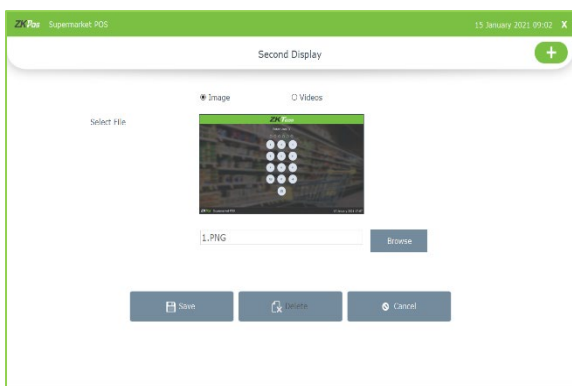 ZKPos Supermarket POS 15 January 2021 09:02 X
Second Display
+
Image Videos
Select File
ZKPos
1.PNG Browse
Save Delete Cancel